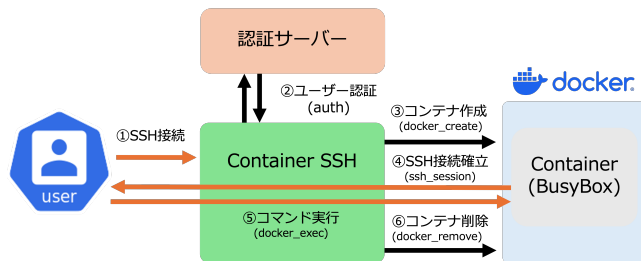 認証サーバー
docker
②ユーザー認証
(auth)
③コンテナ作成
(docker_create)
①SSH接続
Container SSH
④SSH接続確立
(ssh_session)
Container
(BusyBox)
user
⑤コマンド実行
(docker_exec)
⑥コンテナ削除
(docker_remove)